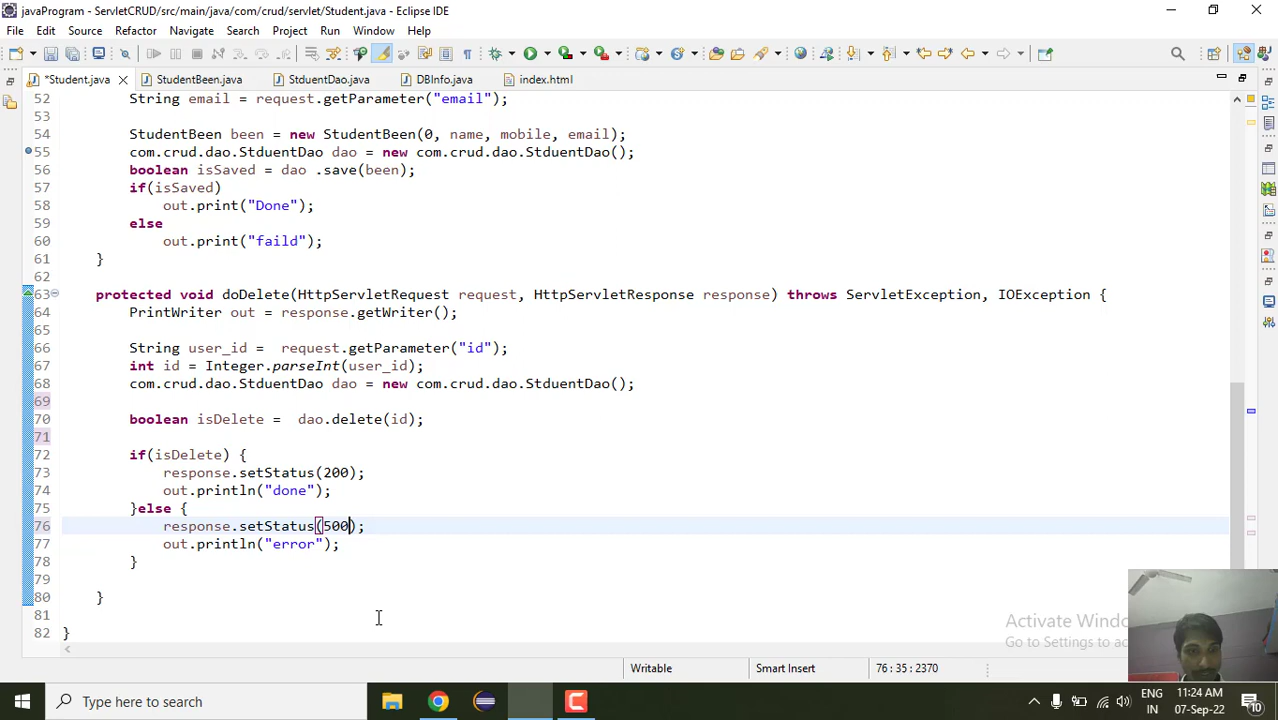 javaProgram - ServletCRUD/src/main/java/com/crud/servlet/Student.java - Eclipse IDE
File Edit Source Refactor Navigate Search Project Run Window Help
*Student.java StudentBeen.java StduentDao.java DBInfo.java index.html
52 String email = request.getParameter("email");
53
54 StudentBeen been = new StudentBeen(0, name, mobile, email);
55 com.crud.dao.StduentDao dao = new com.crud.dao.StduentDao();
56 boolean isSaved = dao .save(been);
57 if(isSaved)
58 out.print("Done");
59 else
60 out.print("faild");
61 }
62
63 protected void doDelete(HttpServletRequest request, HttpServletResponse response) throws ServletException, IOException {
64 PrintWriter out = response.getWriter();
65
66 String user_id =  request.getParameter("id");
67 int id = Integer.parseInt(user_id);
68 com.crud.dao.StduentDao dao = new com.crud.dao.StduentDao();
69
70 boolean isDelete =  dao.delete(id);
71
72 if(isDelete) {
73 response.setStatus(200);
74 out.println("done");
75 }else {
76 response.setStatus(500);
77 out.println("error");
78 }
79
80 }
81
82 }
Activate Windo
Go to Settings to ac
Writable Smart Insert 76 : 35 : 2370
Type here to search
ENG
IN
11:24 AM
07-Sep-22
10